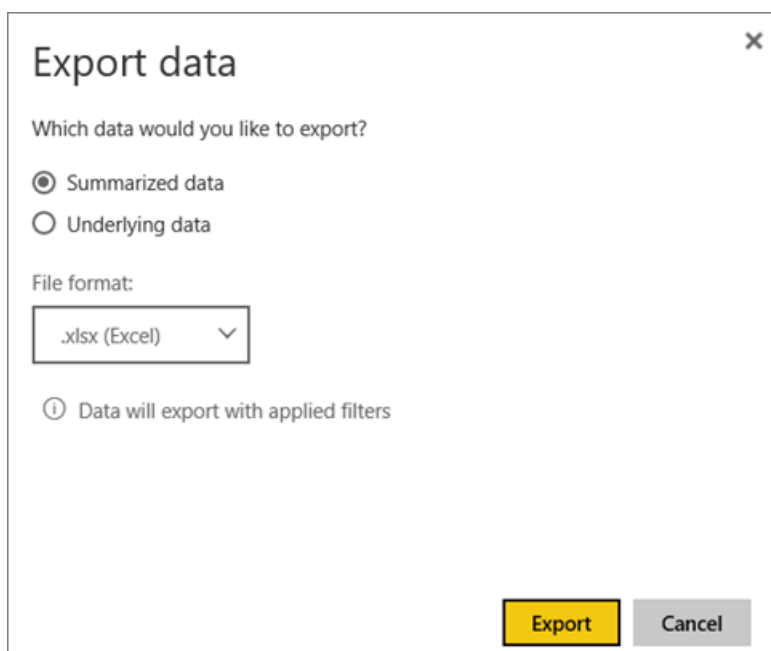 Export data
Which data would you like to export?
Summarized data
Underlying data
File format:
.xlsx (Excel)
Data will export with applied filters
Export
Cancel